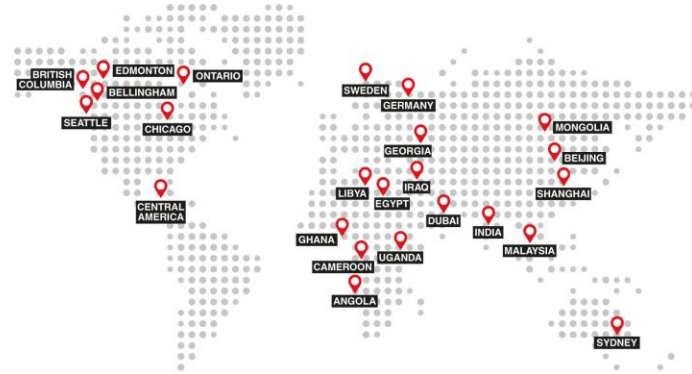 EDMONTON
BRITISH
COLUMBIA
ONTARIO
BELLINGHAM
SEATTLE
CHICAGO
CENTRAL
AMERICA
SWEDEN
GERMANY
GEORGIA
MONGOLIA
BEIJING
SHANGHAI
LIBYA
IRAQ
EGYPT
DUBAI
INDIA
MALAYSIA
GHANA
CAMEROON
UGANDA
ANGOLA
SYDNEY